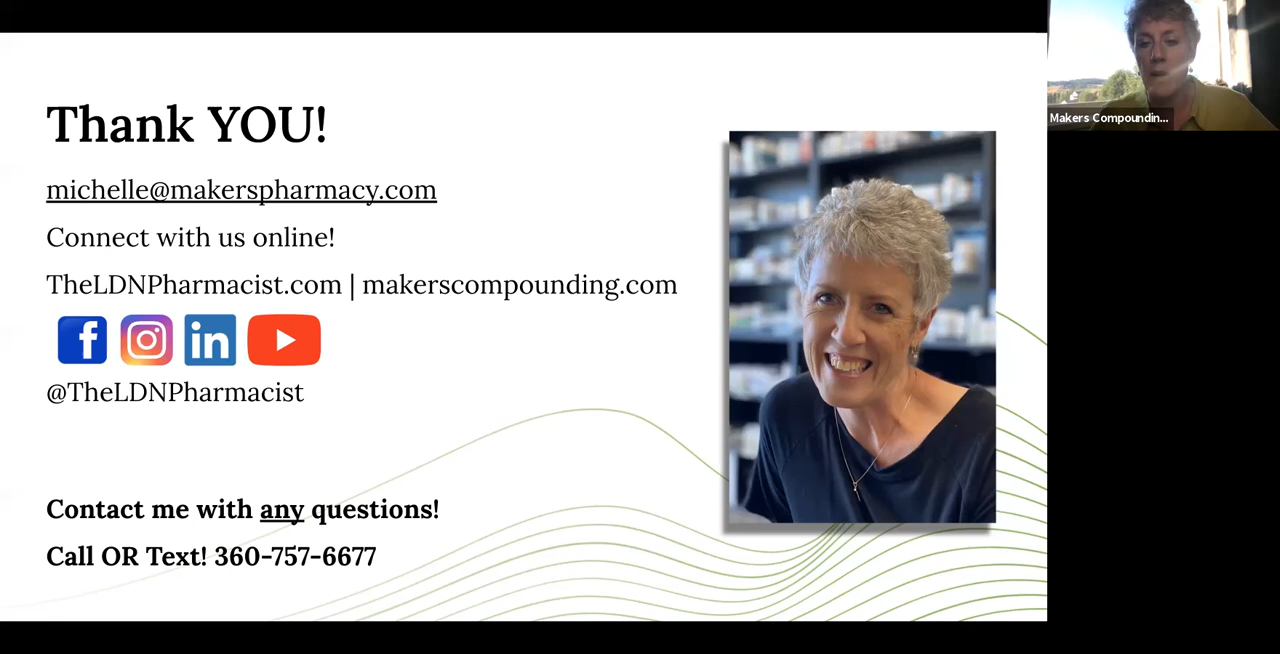 Thank YOU!
michelle@makerspharmacy.com
Connect with us online!
TheLDNPharmacist.com | makerscompounding.com
f in
@TheLDNPharmacist
Contact me with any questions!
Call OR Text! 360-757-6677
Makers Compoundin...